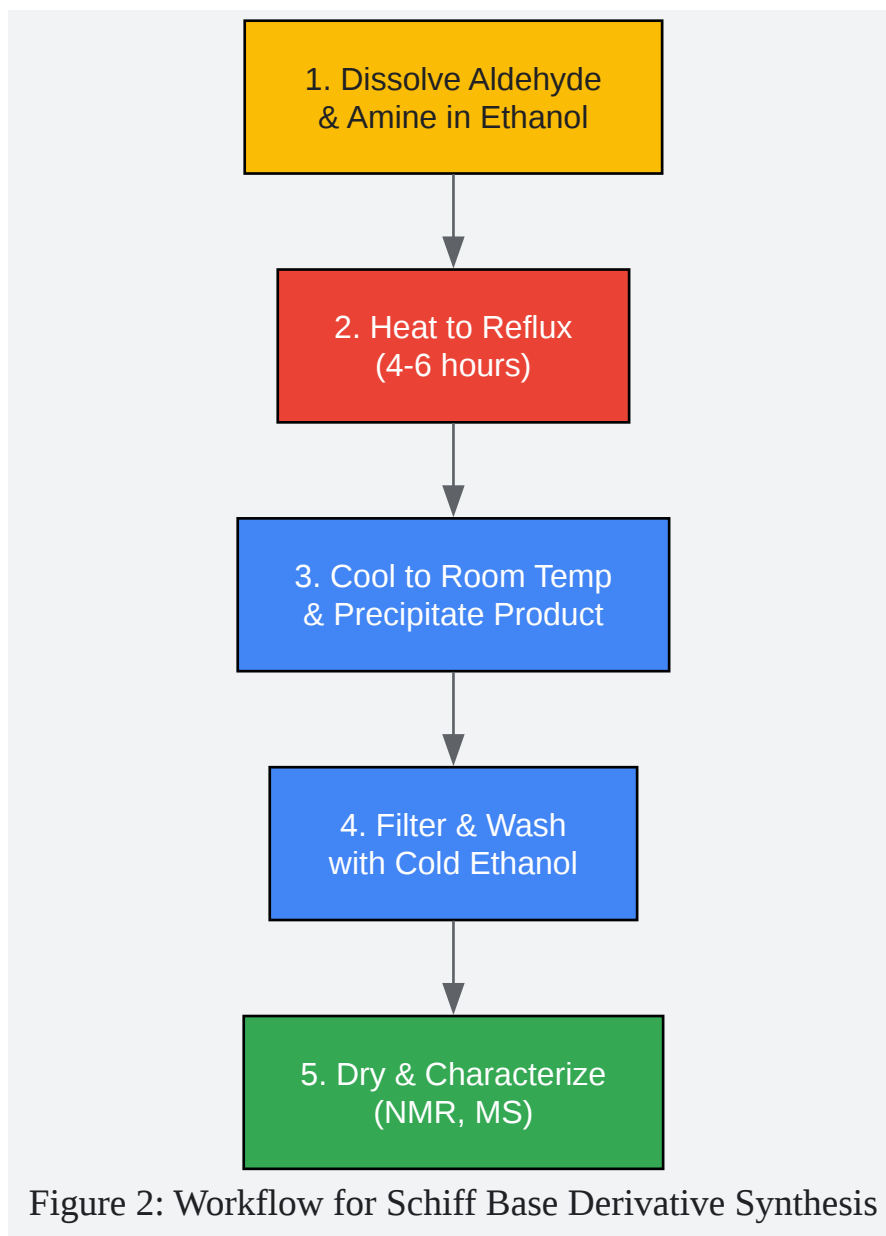 1. Dissolve Aldehyde
& Amine in Ethanol
2. Heat to Reflux
(4-6 hours)
3. Cool to Room Temp
& Precipitate Product
4. Filter & Wash
with Cold Ethanol
5. Dry & Characterize
(NMR, MS)
Figure 2: Workflow for Schiff Base Derivative Synthesis